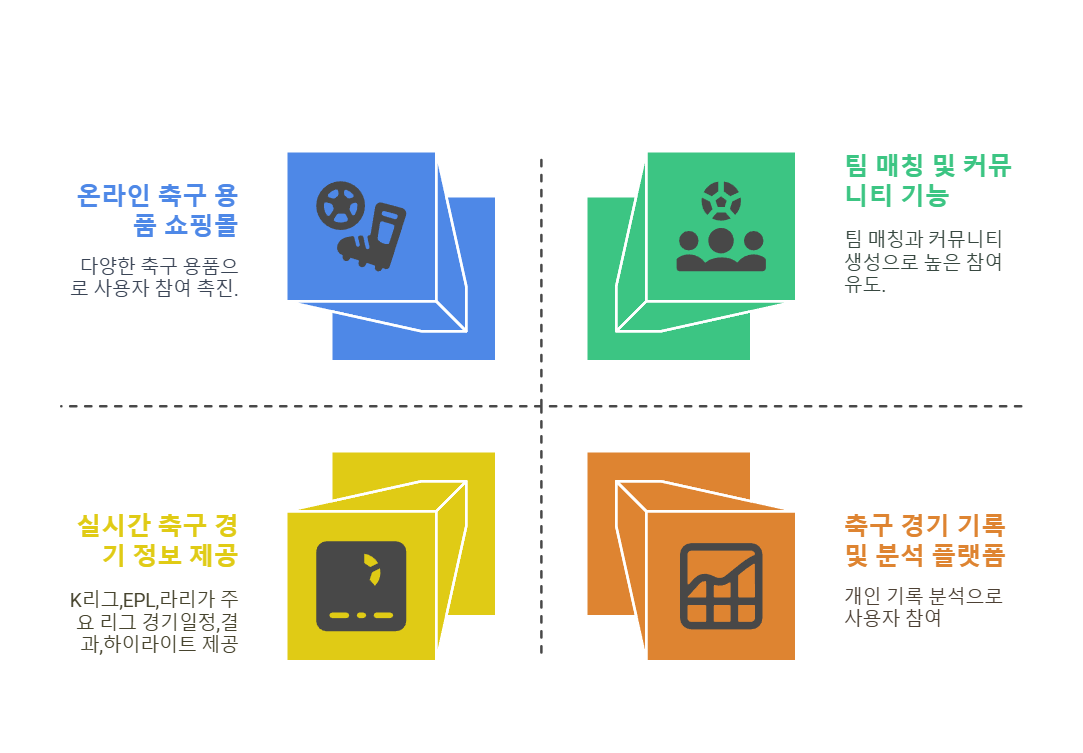 온라인 축구 용
품 쇼핑몰
다양한 축구 용품으
로 사용자 참여 촉진.
팀 매칭 및 커뮤
니티 기능
팀 매칭과 커뮤니티
생성으로 높은 참여
유도.
실시간 축구 경
기 정보 제공
K리그,EPL,라리가 주
요 리그 경기일정,결
과,하이라이트 제공
축구 경기 기록
및 분석 플랫폼
개인 기록 분석으로
사용자 참여